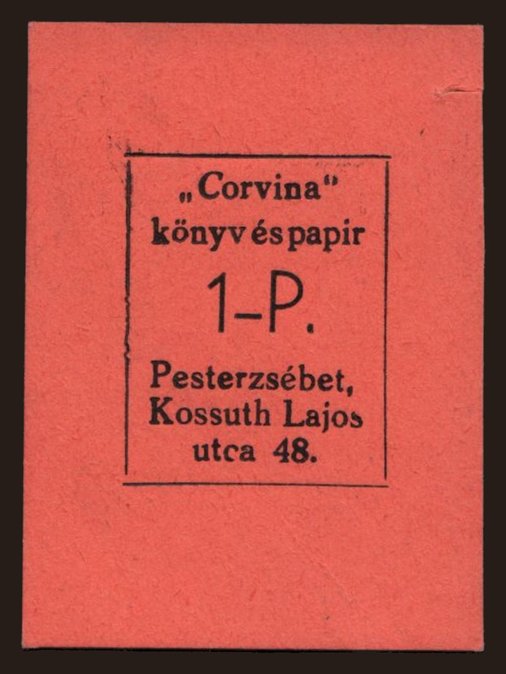 „Corvina“
könyv és papir
1–P.
Pesterzsébet,
Kossuth Lajos
utca 48.